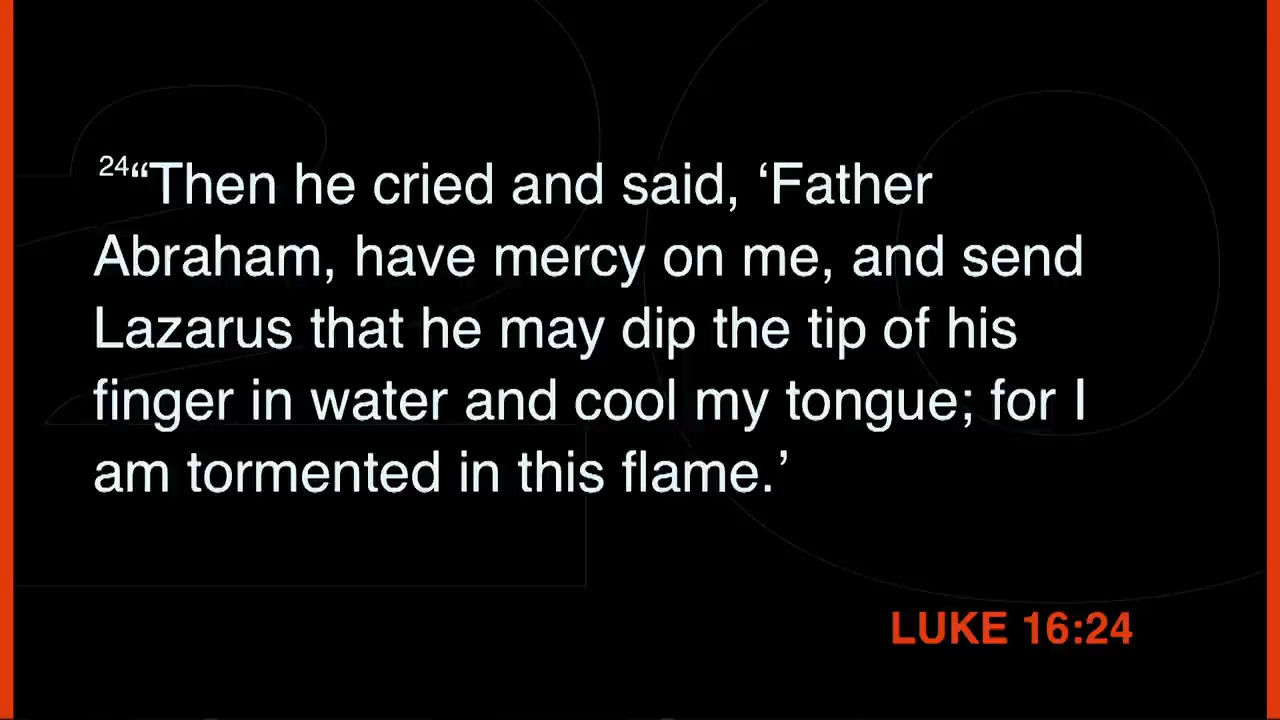 24“Then he cried and said, ‘Father
Abraham, have mercy on me, and send
Lazarus that he may dip the tip of his
finger in water and cool my tongue; for I
am tormented in this flame.’
LUKE 16:24